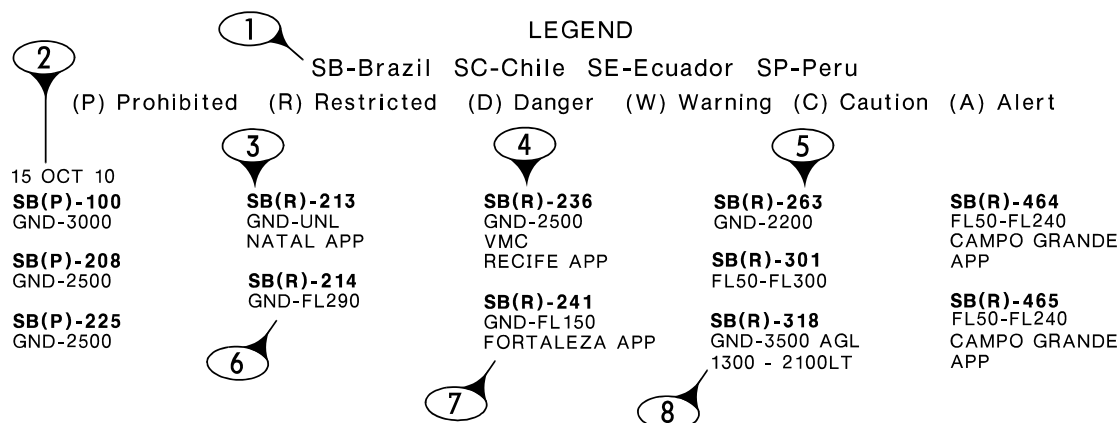 1
LEGEND
2
SB-Brazil SC-Chile SE-Ecuador SP-Peru
(P) Prohibited (R) Restricted (D) Danger (W) Warning (C) Caution (A) Alert
3
4
5
15 OCT 10
SB(P)-100
GND-3000
SB(P)-208
GND-2500
SB(P)-225
GND-2500
SB(R)-213
GND-UNL
NATAL APP
SB(R)-214
GND-FL290
6
SB(R)-236
GND-2500
VMC
RECIFE APP
SB(R)-241
GND-FL150
FORTALEZA APP
7
SB(R)-263
GND-2200
SB(R)-301
FL50-FL300
SB(R)-318
GND-3500 AGL
1300 - 2100LT
8
SB(R)-464
FL50-FL240
CAMPO GRANDE
APP
SB(R)-465
FL50-FL240
CAMPO GRANDE
APP